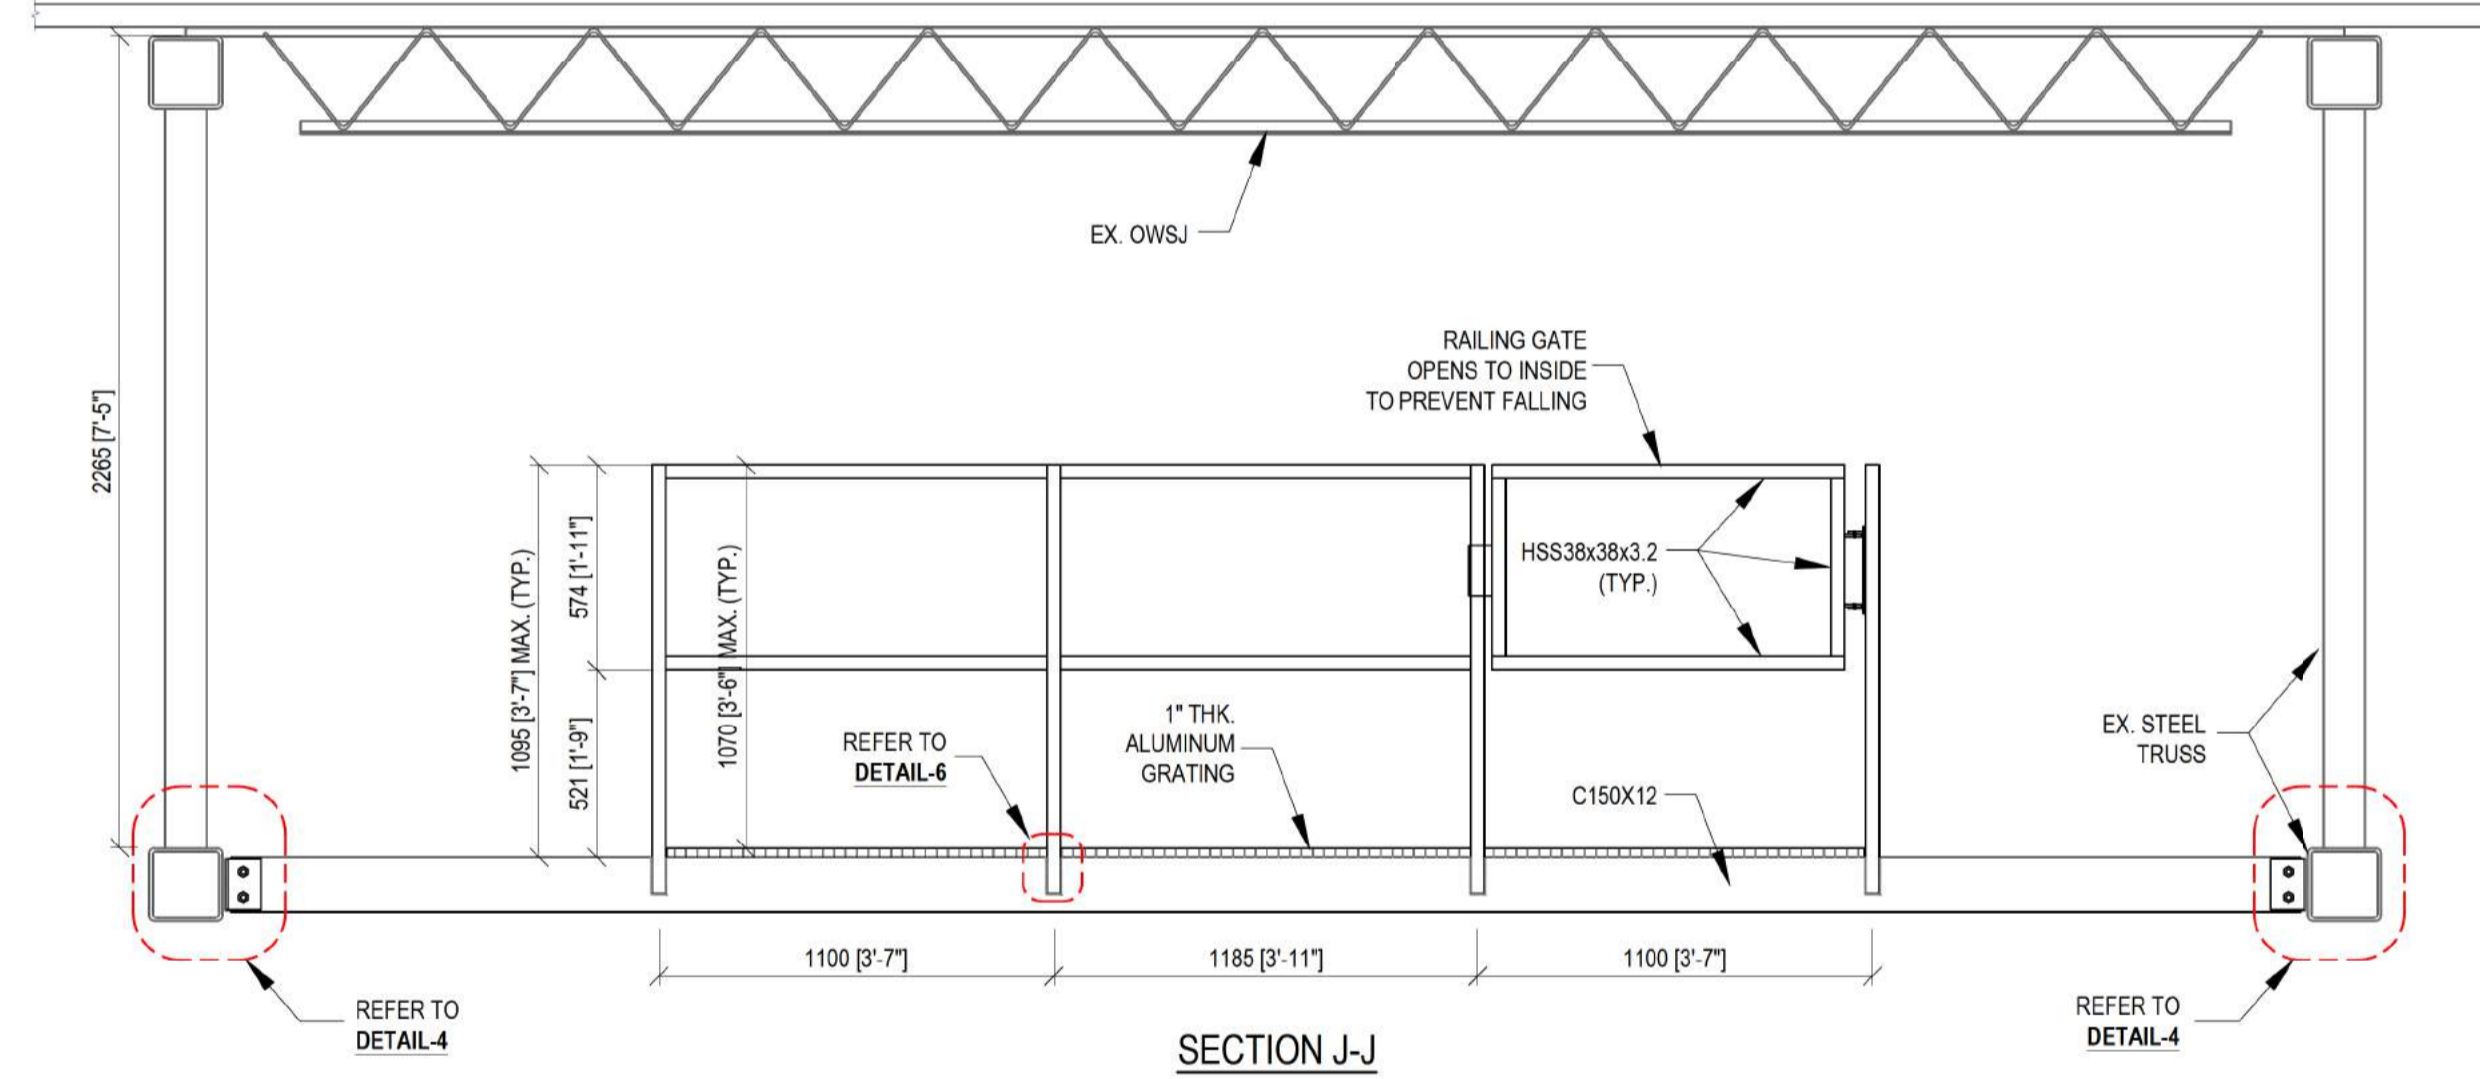 EX. OWSJ
RAILING GATE
OPENS TO INSIDE
TO PREVENT FALLING
2265 [7'-5"]
1095 [3'-7"] MAX. (TYP.)
574 [1'-11"]
521 [1'-9"]
1070 [3'-6"] MAX. (TYP.)
HSS38x38x3.2
(TYP.)
REFER TO
DETAIL-6
1" THK.
ALUMINUM
GRATING
C150X12
EX. STEEL
TRUSS
1100 [3'-7"]
1185 [3'-11"]
1100 [3'-7"]
REFER TO
DETAIL-4
REFER TO
DETAIL-4
SECTION J-J